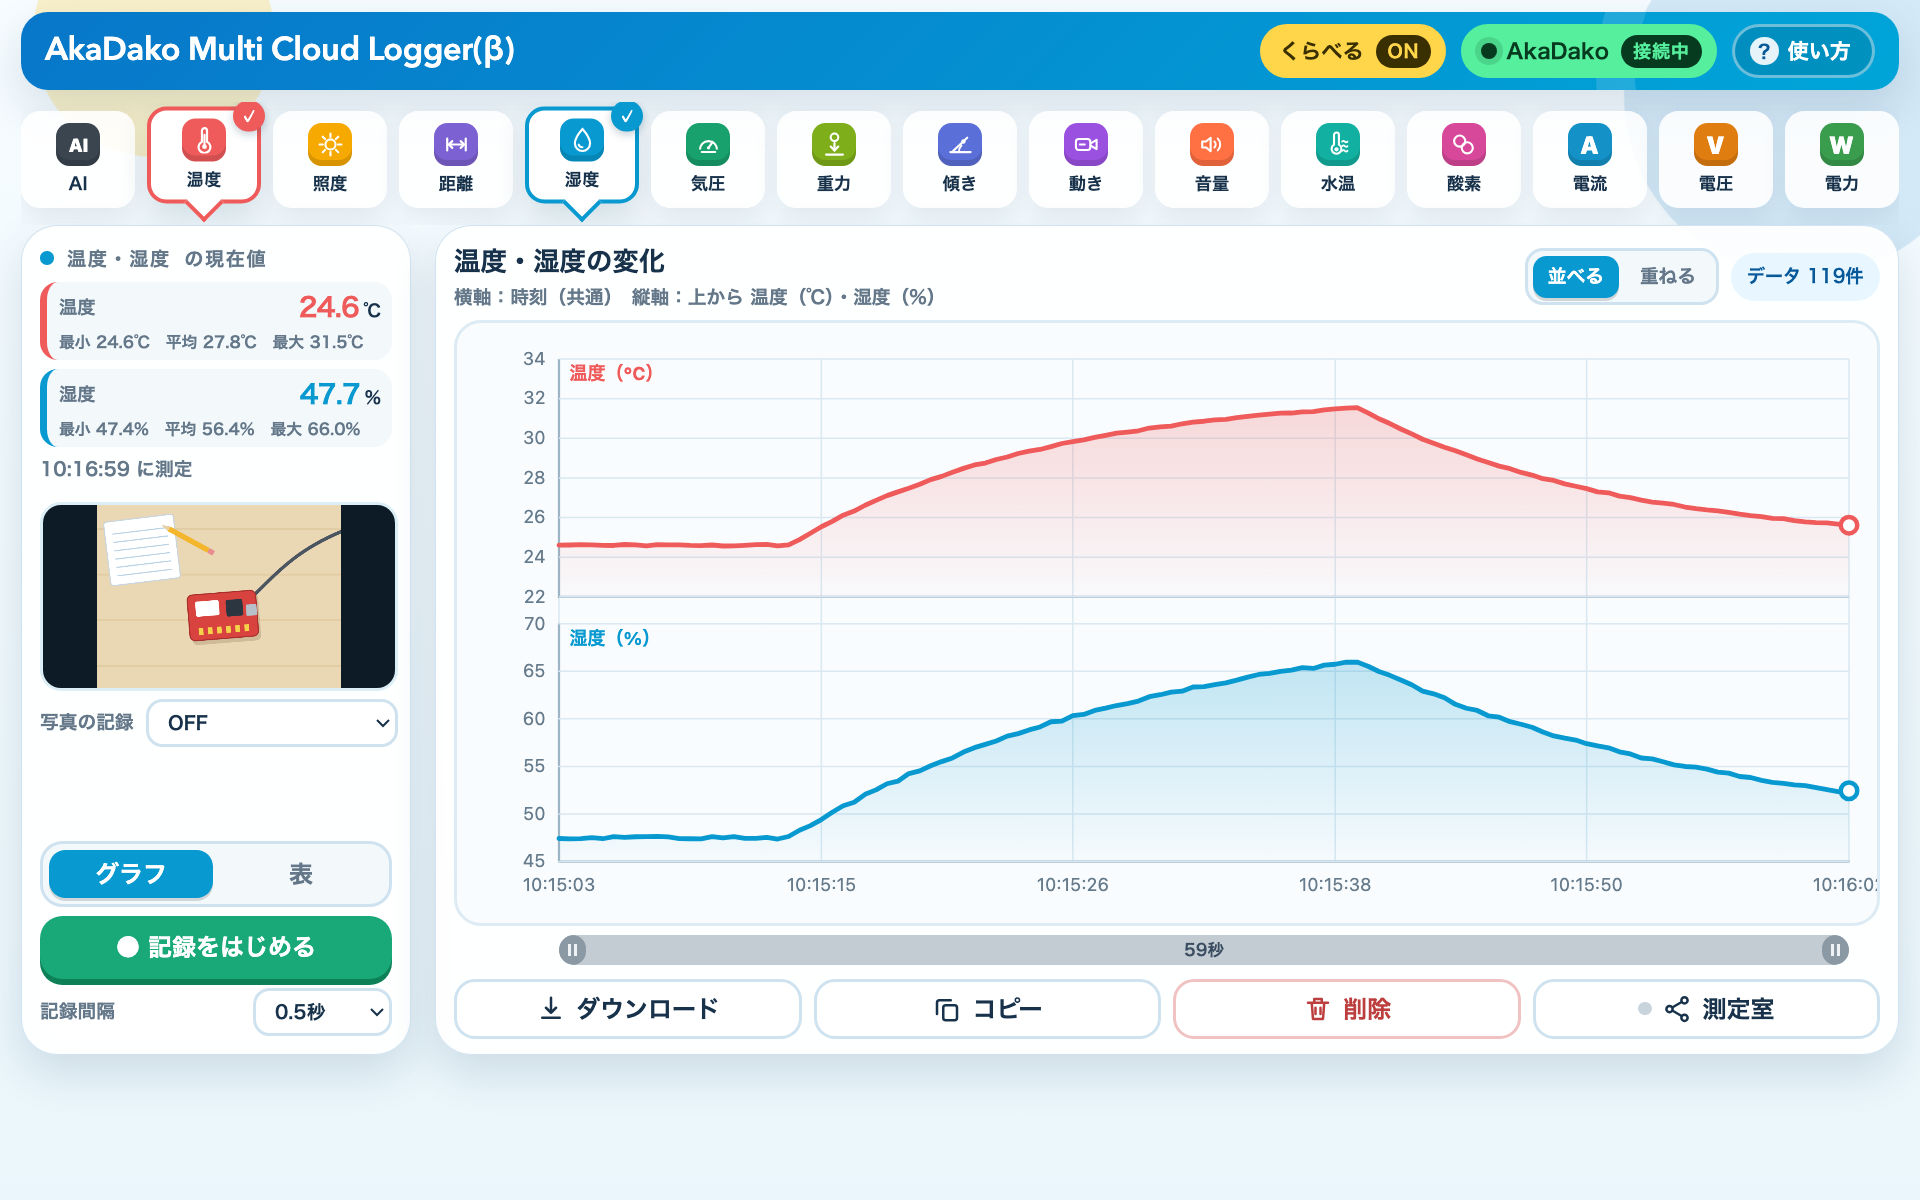 AkaDako Multi Cloud Logger(β)
くらべる ON
AkaDako 接続中
? 使い方
AI AI
温度
照度
距離
湿度
気圧
重力
傾き
動き
音量
水温
酸素
A 電流
V 電圧
W 電力
温度・湿度 の現在値
温度 24.6 ℃
最小 24.6℃ 平均 27.8℃ 最大 31.5℃
湿度 47.7 %
最小 47.4% 平均 56.4% 最大 66.0%
10:16:59 に測定
写真の記録 OFF
グラフ 表
記録をはじめる
記録間隔 0.5秒
温度・湿度の変化
横軸：時刻（共通） 縦軸：上から 温度（℃）・湿度（%）
並べる 重ねる
データ 119件
温度（°C）
34
32
30
28
26
24
22
湿度（%）
70
65
60
55
50
45
10:15:03 10:15:15 10:15:26 10:15:38 10:15:50 10:16:02
59秒
ダウンロード
コピー
削除
測定室